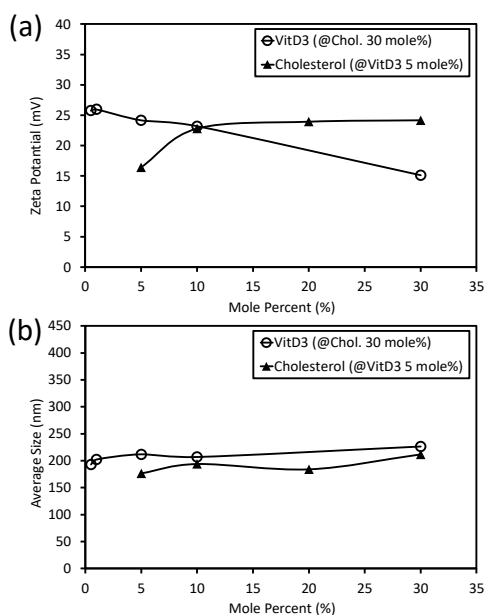 (a)
40
35
30
25
20
15
10
5
0
Zeta Potantial (mV)
VitD3 (@Chol. 30 mole%)
Cholesterol (@VitD3 5 mole%)
0 5 10 15 20 25 30 35
Mole Percent (%)
(b)
450
400
350
300
250
200
150
100
50
0
Average Size (nm)
VitD3 (@Chol. 30 mole%)
Cholesterol (@VitD3 5 mole%)
0 5 10 15 20 25 30 35
Mole Percent (%)